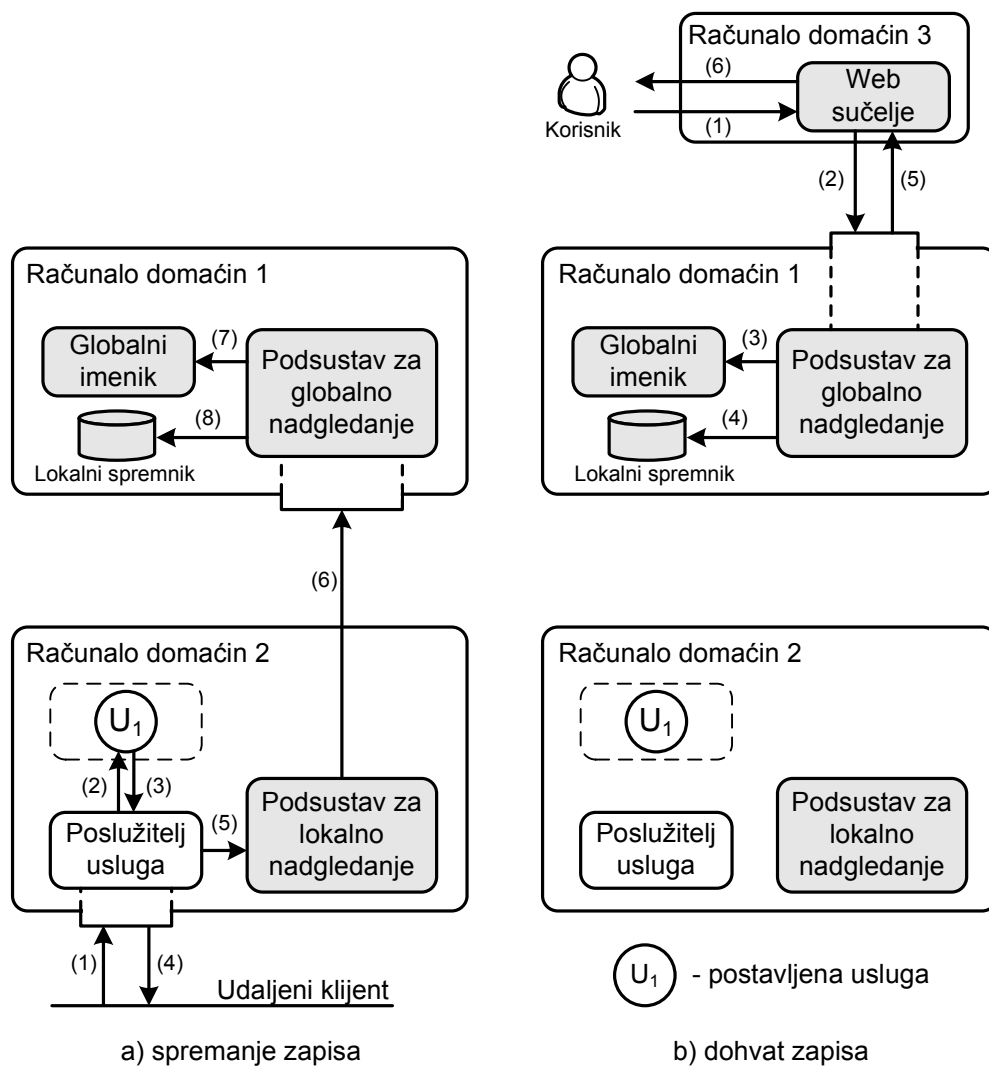 Računalo domaćin 1
Globalni
imenik
(7)
Podsustav za
globalno
nadgledanje
(8)
Lokalni spremnik
(6)
Računalo domaćin 2
U1
(2)
(3)
Poslužitelj
usluga
(5)
Podsustav za
lokalno
nadgledanje
(1)
(4)
Udaljeni klijent
a) spremanje zapisa
Računalo domaćin 3
(6)
Web
sučelje
Korisnik
(1)
(2)
(5)
Računalo domaćin 1
Globalni
imenik
(3)
Podsustav za
globalno
nadgledanje
(4)
Lokalni spremnik
Računalo domaćin 2
U1
Poslužitelj
usluga
Podsustav za
lokalno
nadgledanje
U1 - postavljena usluga
b) dohvat zapisa